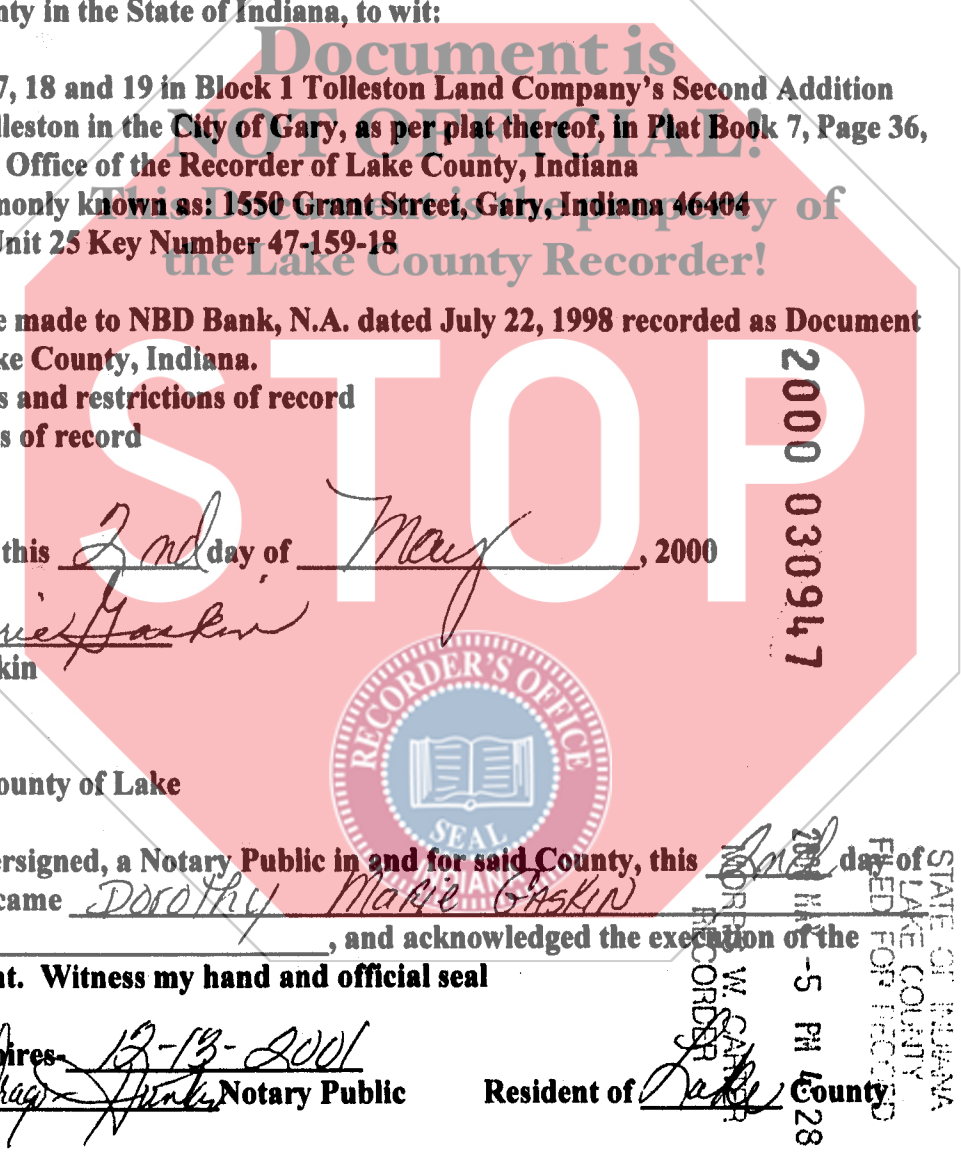 nty in the State of Indiana, to wit:
Document is
7, 18 and 19 in Block 1 Tolleston Land Company's Second Addition
lleston in the City of Gary, as per plat thereof, in Plat Book 7, Page 36,
NOT OFFICIAL!
Office of the Recorder of Lake County, Indiana
monly known as: 1550 Grant Street, Gary, Indiana 46404
This Document is the property of
Unit 25 Key Number 47-159-18
the Lake County Recorder!
e made to NBD Bank, N.A. dated July 22, 1998 recorded as Document
ke County, Indiana.
s and restrictions of record
s of record
STOP
2000 030947
this 2nd day of May, 2000
rie Gaskin
kin
RECORDER'S OFFICE
SEAL
INDIANA
ounty of Lake
ersigned, a Notary Public in and for said County, this 2nd day of
came Dorothy Marie Gaskin
, and acknowledged the execution of the
nt. Witness my hand and official seal
pires- 12-13-2001
Notary Public Resident of Lake County
STATE OF INDIANA
LAKE COUNTY
FILED FOR RECORD
MAY -5 PM 4:28
MORRIS W. CARTER
RECORDER